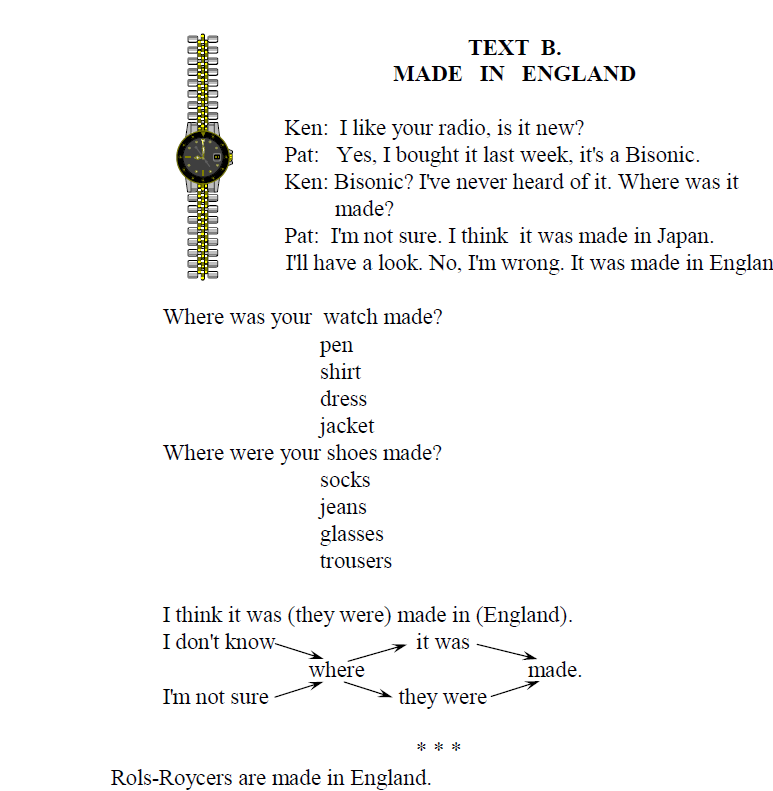 TEXT B.
MADE IN ENGLAND
Ken: I like your radio, is it new?
Pat: Yes, I bought it last week, it's a Bisonic.
Ken: Bisonic? I've never heard of it. Where was it
made?
Pat: I'm not sure. I think it was made in Japan.
I'll have a look. No, I'm wrong. It was made in Englan
Where was your watch made?
pen
shirt
dress
jacket
Where were your shoes made?
socks
jeans
glasses
trousers
I think it was (they were) made in (England).
I don't know it was
where made.
I'm not sure they were
* * *
Rols-Roycers are made in England.